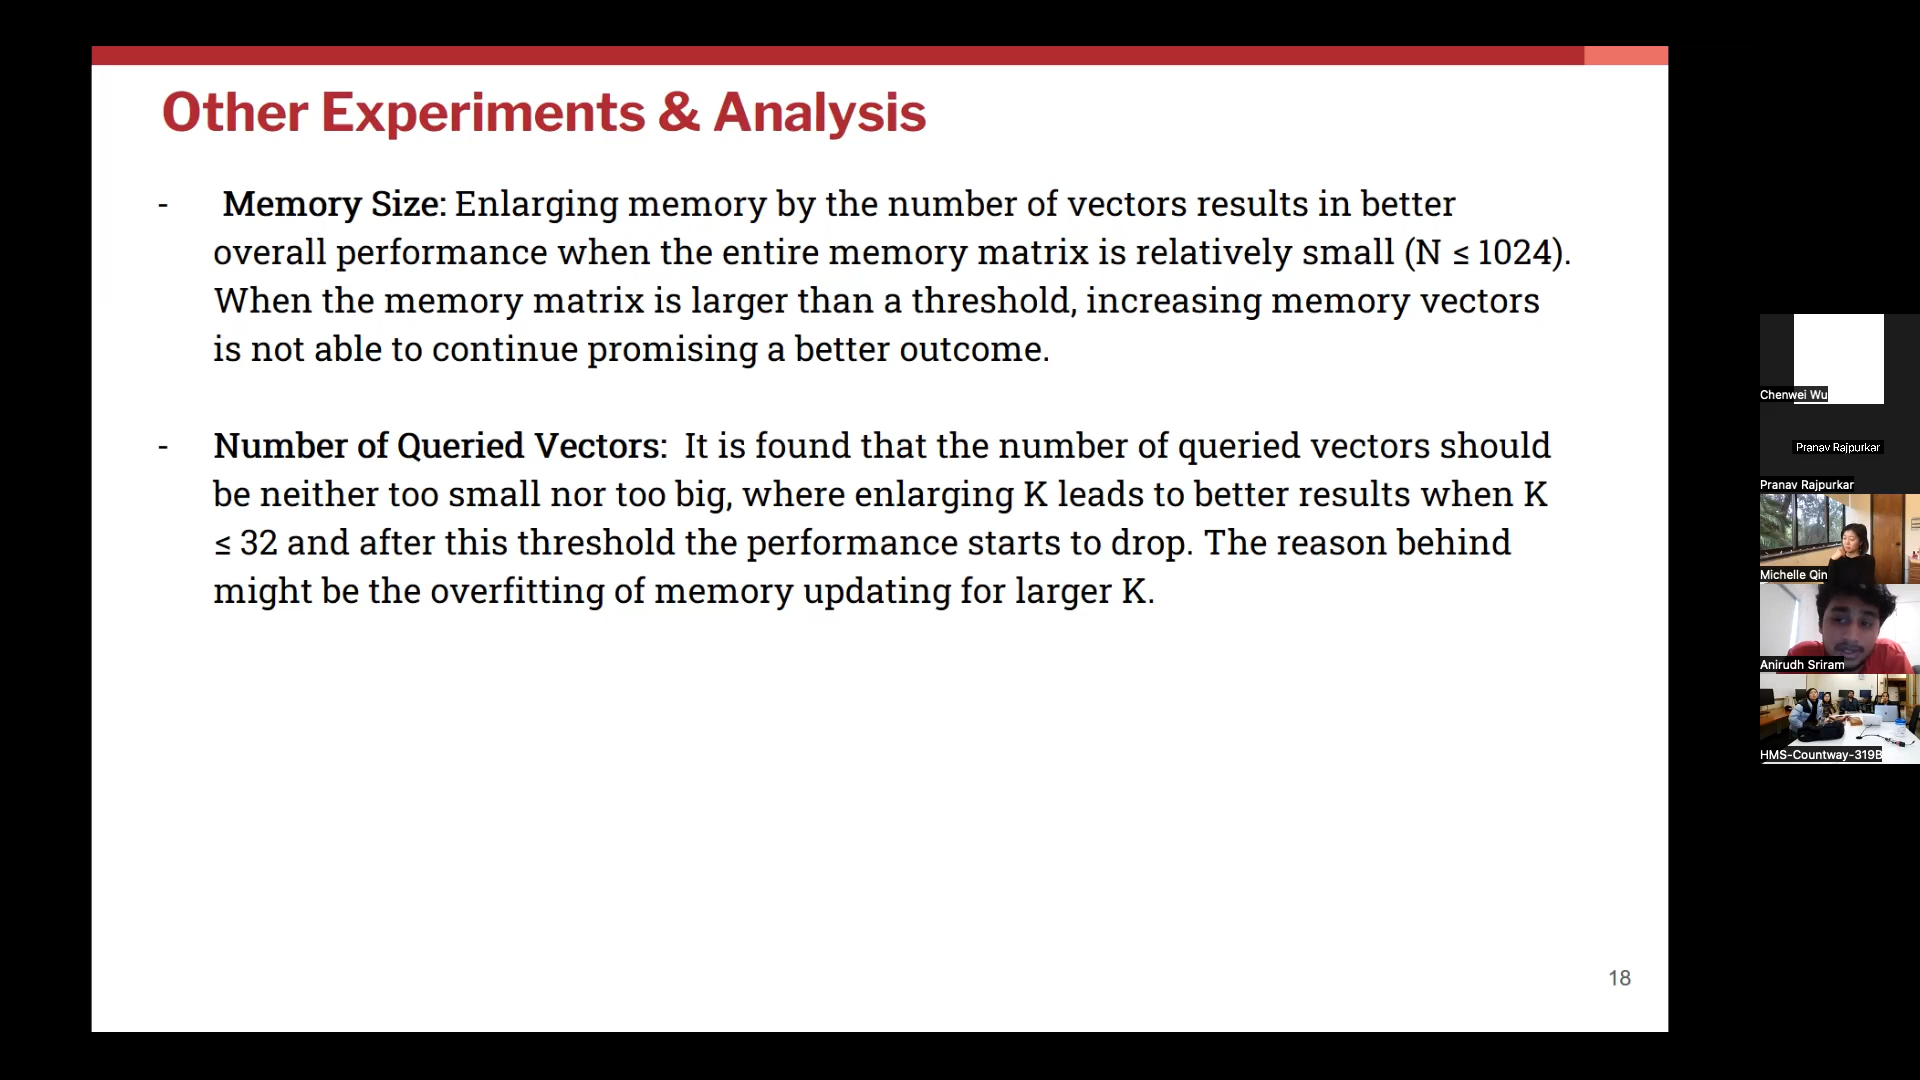 Other Experiments & Analysis
- Memory Size: Enlarging memory by the number of vectors results in better
overall performance when the entire memory matrix is relatively small (N ≤ 1024).
When the memory matrix is larger than a threshold, increasing memory vectors
is not able to continue promising a better outcome.
- Number of Queried Vectors: It is found that the number of queried vectors should
be neither too small nor too big, where enlarging K leads to better results when K
≤ 32 and after this threshold the performance starts to drop. The reason behind
might be the overfitting of memory updating for larger K.
18
Chenwei Wu
Pranav Rajpurkar
Pranav Rajpurkar
Michelle Qin
Anirudh Sriram
HMS-Countway-319B